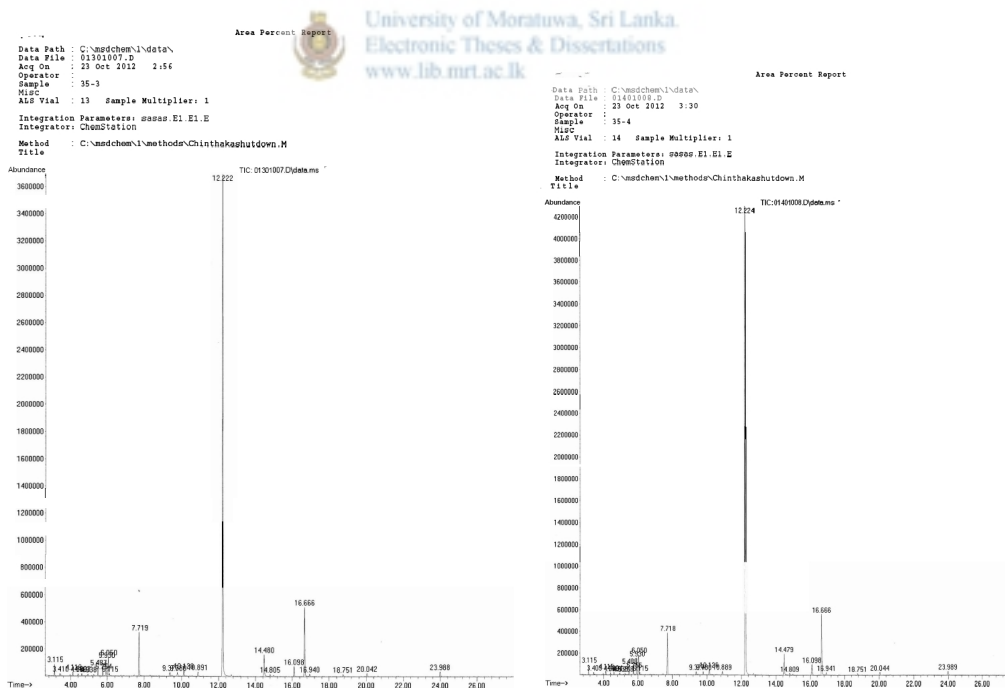 University of Moratuwa, Sri Lanka.
Electronic Theses & Dissertations
www.lib.mrt.ac.lk
Area Percent Report
Data Path : C:\msdchem\1\data\
Data File : 01301007.D
Acq On : 23 Oct 2012 2:56
Operator :
Sample : 35-3
Misc
ALS Vial : 13 Sample Multiplier: 1
Integration Parameters: sasas.E1.E1.E
Integrator: ChemStation
Method : C:\msdchem\1\methods\Chinthakashutdown.M
Title
Abundance
TIC: 01301007.D\data.ms
12.222
3600000
3400000
3200000
3000000
2800000
2600000
2400000
2200000
2000000
1800000
1600000
1400000
1200000
1000000
800000
600000
400000
200000
16.666
7.719
14.480
6.050
3.115
16.098
10.891
14.805
16.940
18.751
20.042
23.988
Time-->
4.00 6.00 8.00 10.00 12.00 14.00 16.00 18.00 20.00 22.00 24.00 26.00
Area Percent Report
Data Path : C:\msdchem\1\data\
Data File : 01401008.D
Acq On : 23 Oct 2012 3:30
Operator :
Sample : 35-4
Misc
ALS Vial : 14 Sample Multiplier: 1
Integration Parameters: sasas.E1.E1.E
Integrator: ChemStation
Method : C:\msdchem\1\methods\Chinthakashutdown.M
Title
Abundance
TIC: 01401008.D\data.ms
12.224
4200000
4000000
3800000
3600000
3400000
3200000
3000000
2800000
2600000
2400000
2200000
2000000
1800000
1600000
1400000
1200000
1000000
800000
600000
400000
200000
16.666
7.718
14.479
6.050
3.115
16.098
10.889
14.809
16.941
18.751
20.044
23.989
Time-->
4.00 6.00 8.00 10.00 12.00 14.00 16.00 18.00 20.00 22.00 24.00 26.00